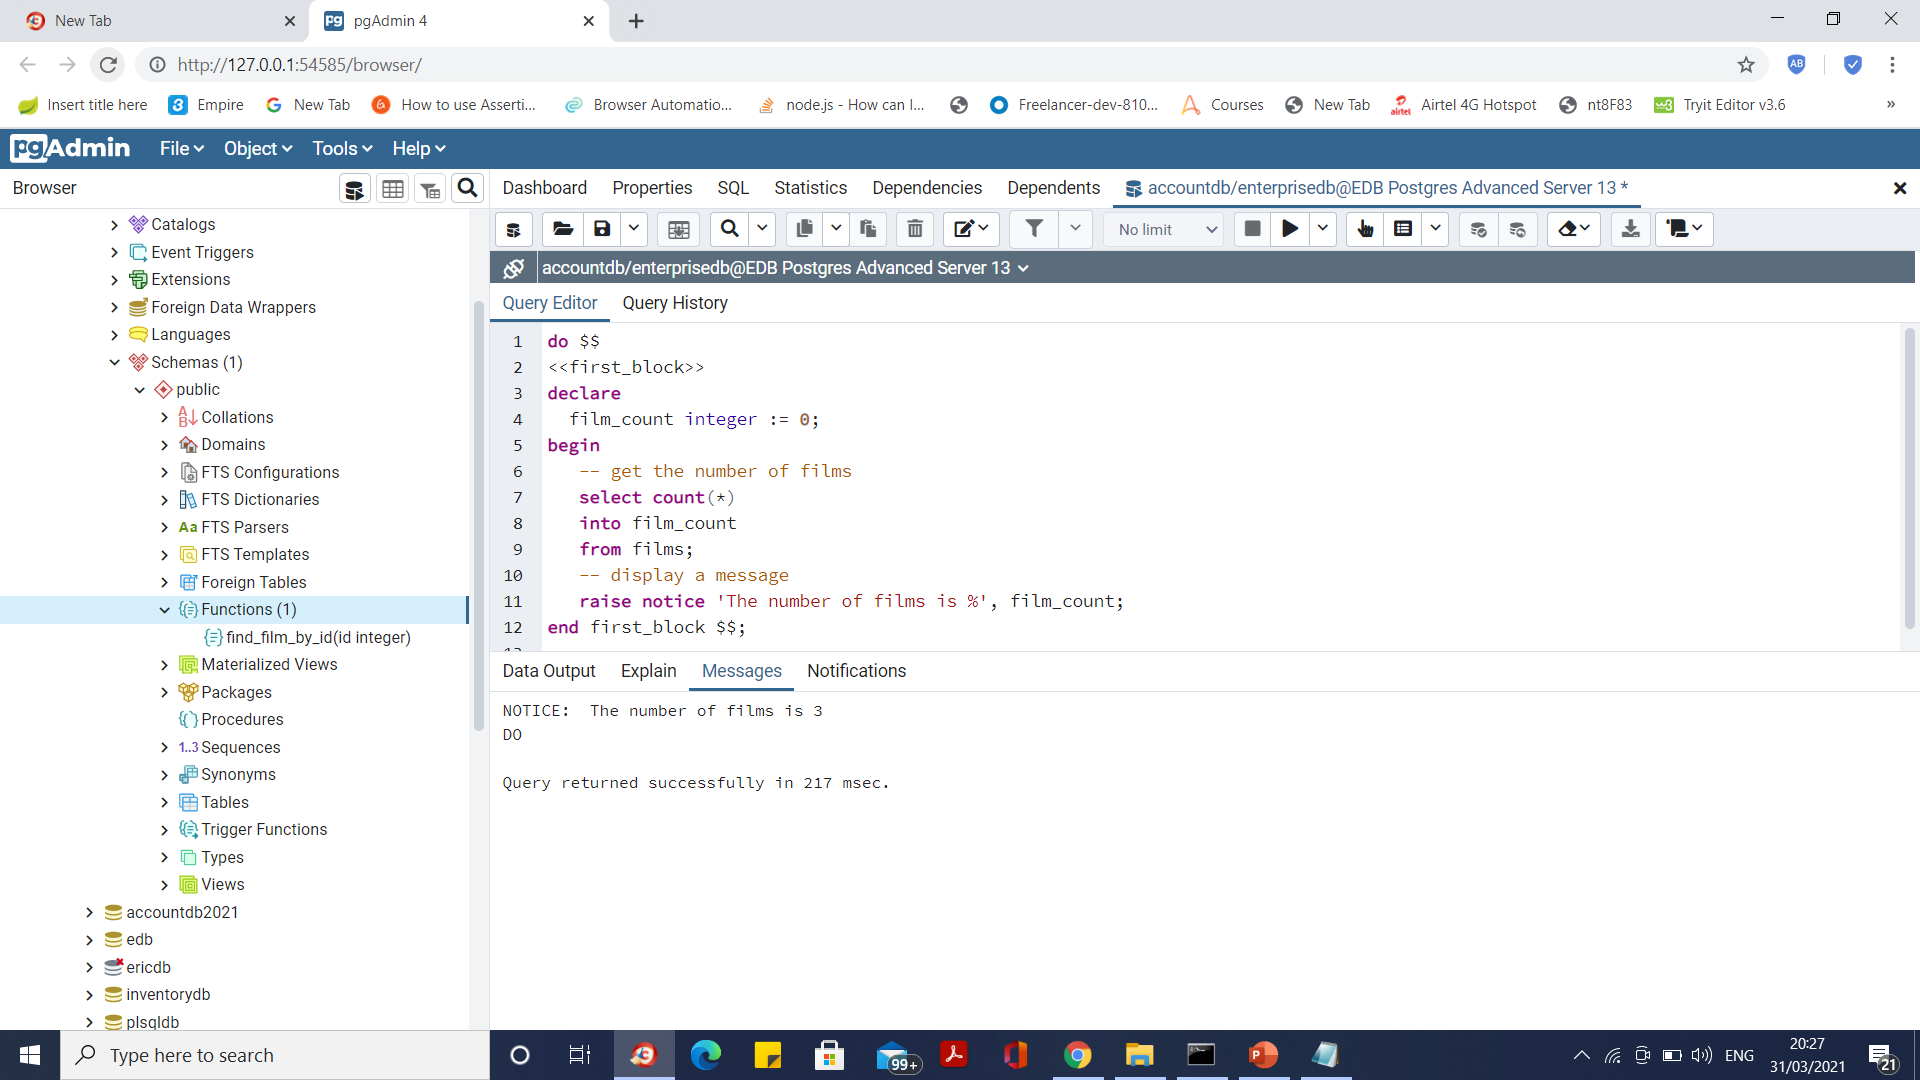 New Tab
pgAdmin 4
http://127.0.0.1:54585/browser/
Insert title here
Empire
New Tab
How to use Asserti...
Browser Automatio...
node.js - How can I...
Freelancer-dev-810...
Courses
New Tab
Airtel 4G Hotspot
nt8F83
Tryit Editor v3.6
»
pgAdmin File Object Tools Help
Browser
Dashboard Properties SQL Statistics Dependencies Dependents accountdb/enterprisedb@EDB Postgres Advanced Server 13 *
No limit
accountdb/enterprisedb@EDB Postgres Advanced Server 13
Query Editor Query History
Catalogs
Event Triggers
Extensions
Foreign Data Wrappers
Languages
Schemas (1)
public
Collations
Domains
FTS Configurations
FTS Dictionaries
Aa FTS Parsers
FTS Templates
Foreign Tables
Functions (1)
find_film_by_id(id integer)
Materialized Views
Packages
Procedures
1..3 Sequences
Synonyms
Tables
Trigger Functions
Types
Views
accountdb2021
edb
ericdb
inventorydb
plsqldb
1 do $$
2 <<first_block>>
3 declare
4 film_count integer := 0;
5 begin
6 -- get the number of films
7 select count(*)
8 into film_count
9 from films;
10 -- display a message
11 raise notice 'The number of films is %', film_count;
12 end first_block $$;
Data Output Explain Messages Notifications
NOTICE: The number of films is 3
DO
Query returned successfully in 217 msec.
Type here to search
99+
ENG
20:27
31/03/2021
21